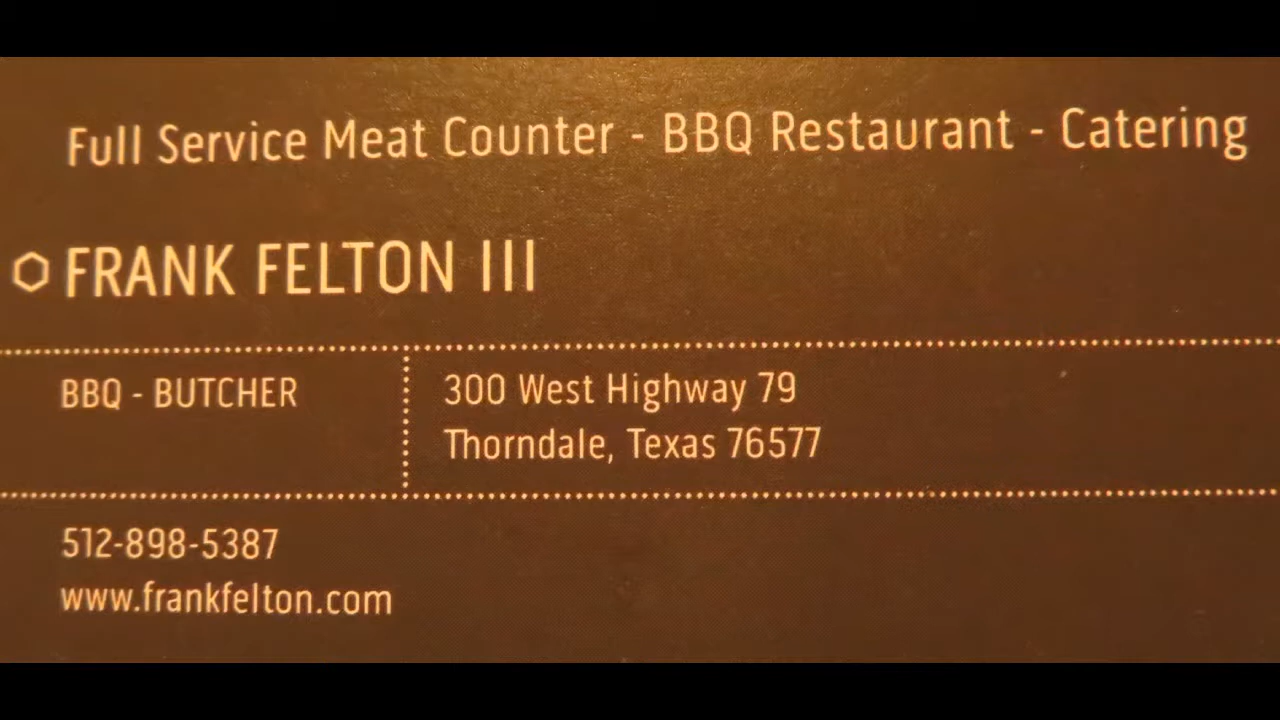 Full Service Meat Counter - BBQ Restaurant - Catering
FRANK FELTON III
BBQ - BUTCHER
300 West Highway 79
Thorndale, Texas 76577
512-898-5387
www.frankfelton.com